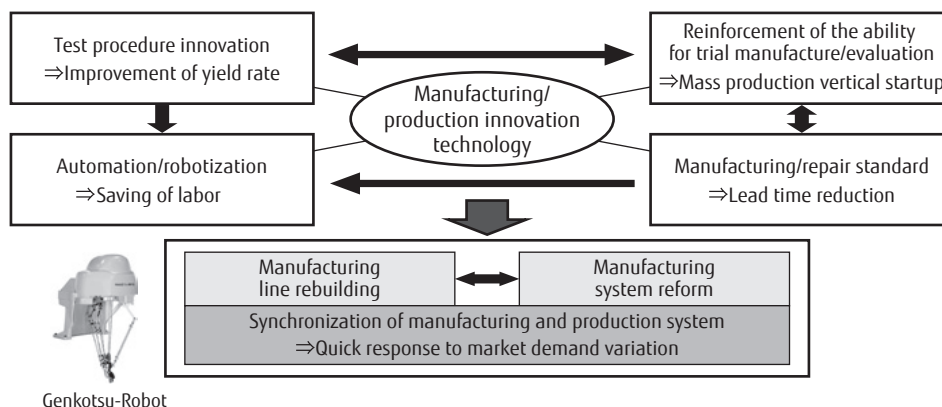 Test procedure innovation
⇒Improvement of yield rate
Reinforcement of the ability
for trial manufacture/evaluation
⇒Mass production vertical startup
Manufacturing/
production innovation
technology
Automation/robotization
⇒Saving of labor
Manufacturing/repair standard
⇒Lead time reduction
Manufacturing
line rebuilding
Manufacturing
system reform
Synchronization of manufacturing and production system
⇒Quick response to market demand variation
Genkotsu-Robot